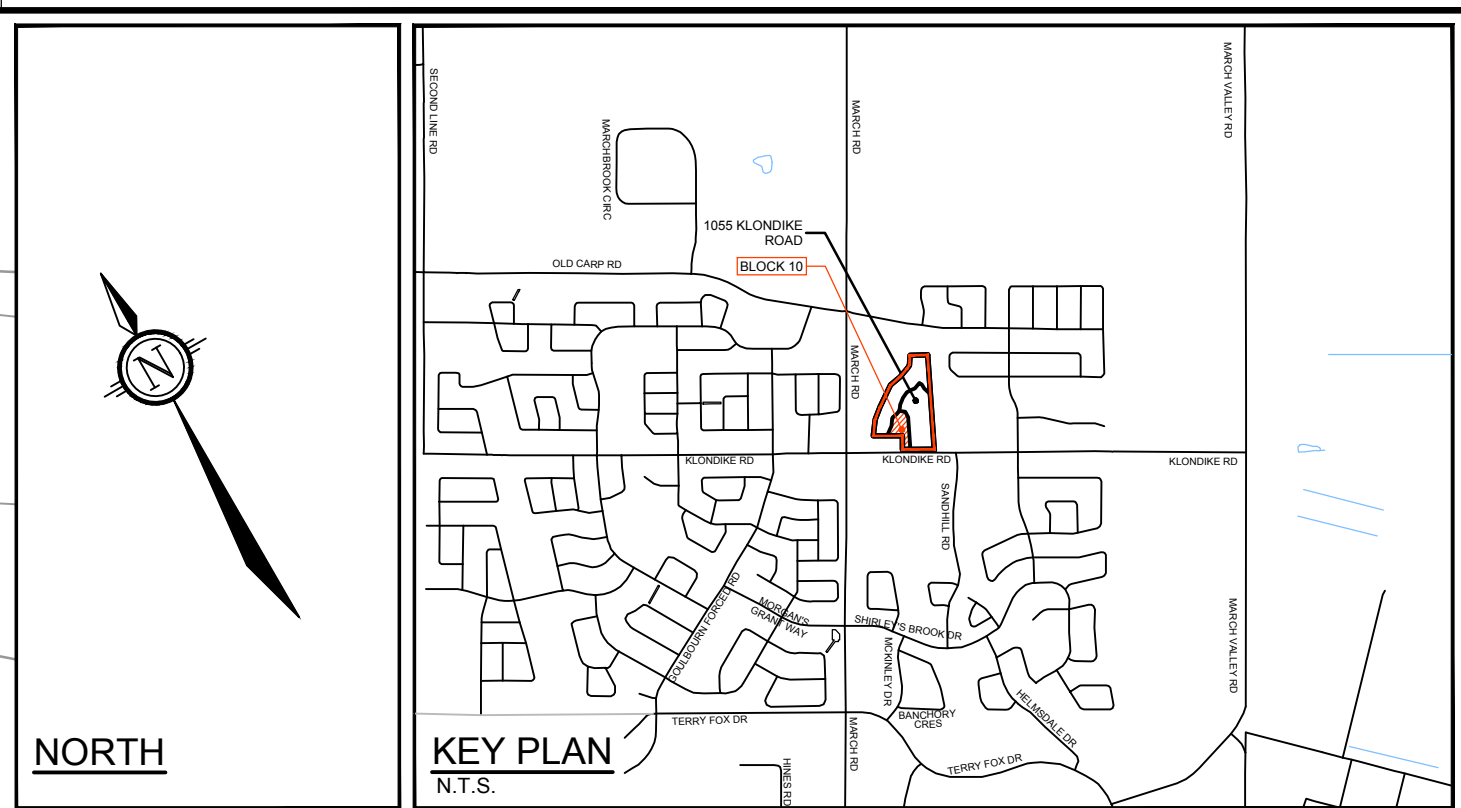 SECOND LINE RD
MARCHBROOK CIRC
MARCH RD
MARCH VALLEY RD
1055 KLONDIKE
ROAD
BLOCK 10
OLD CARP RD
MARCH RD
KLONDIKE RD
KLONDIKE RD
KLONDIKE RD
SANDHILL RD
GOULBOURN FORCED RD
MORGAN'S
GRANT WAY
SHIRLEY'S BROOK DR
MCKINLEY DR
MARCH VALLEY RD
BANCHORY
CRES
HELMSDALE DR
TERRY FOX DR
MARCH RD
TERRY FOX DR
HINES RD
N
NORTH
KEY PLAN
N.T.S.